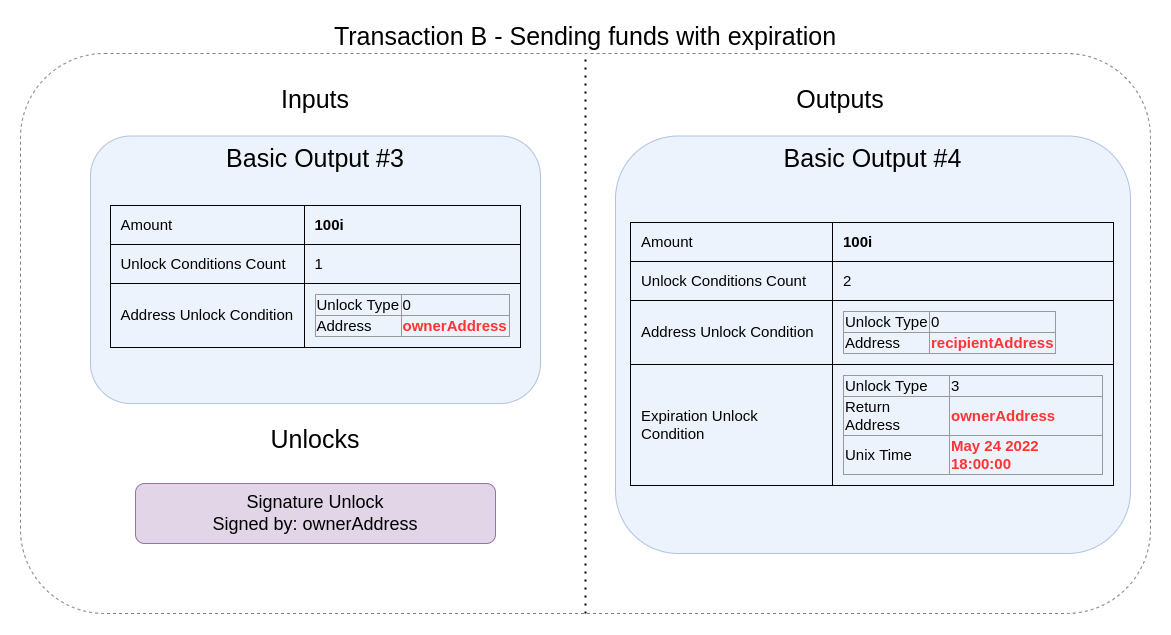 Transaction B - Sending funds with expiration
Inputs
Basic Output #3
Amount 100i
Unlock Conditions Count 1
Address Unlock Condition
Unlock Type 0
Address ownerAddress
Unlocks
Signature Unlock
Signed by: ownerAddress
Outputs
Basic Output #4
Amount 100i
Unlock Conditions Count 2
Address Unlock Condition
Unlock Type 0
Address recipientAddress
Expiration Unlock
Condition
Unlock Type 3
Return
Address
ownerAddress
Unix Time
May 24 2022
18:00:00